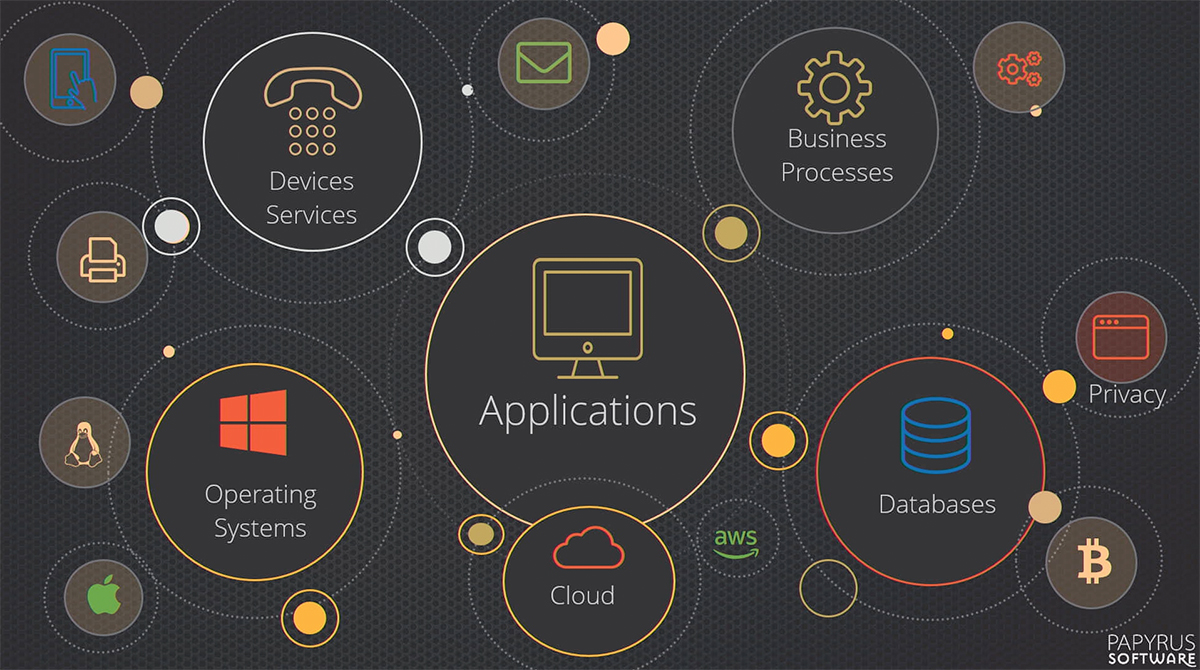 Devices
Services
Business
Processes
Applications
Privacy
Operating
Systems
Databases
aws
Cloud
PAPYRUS
SOFTWARE